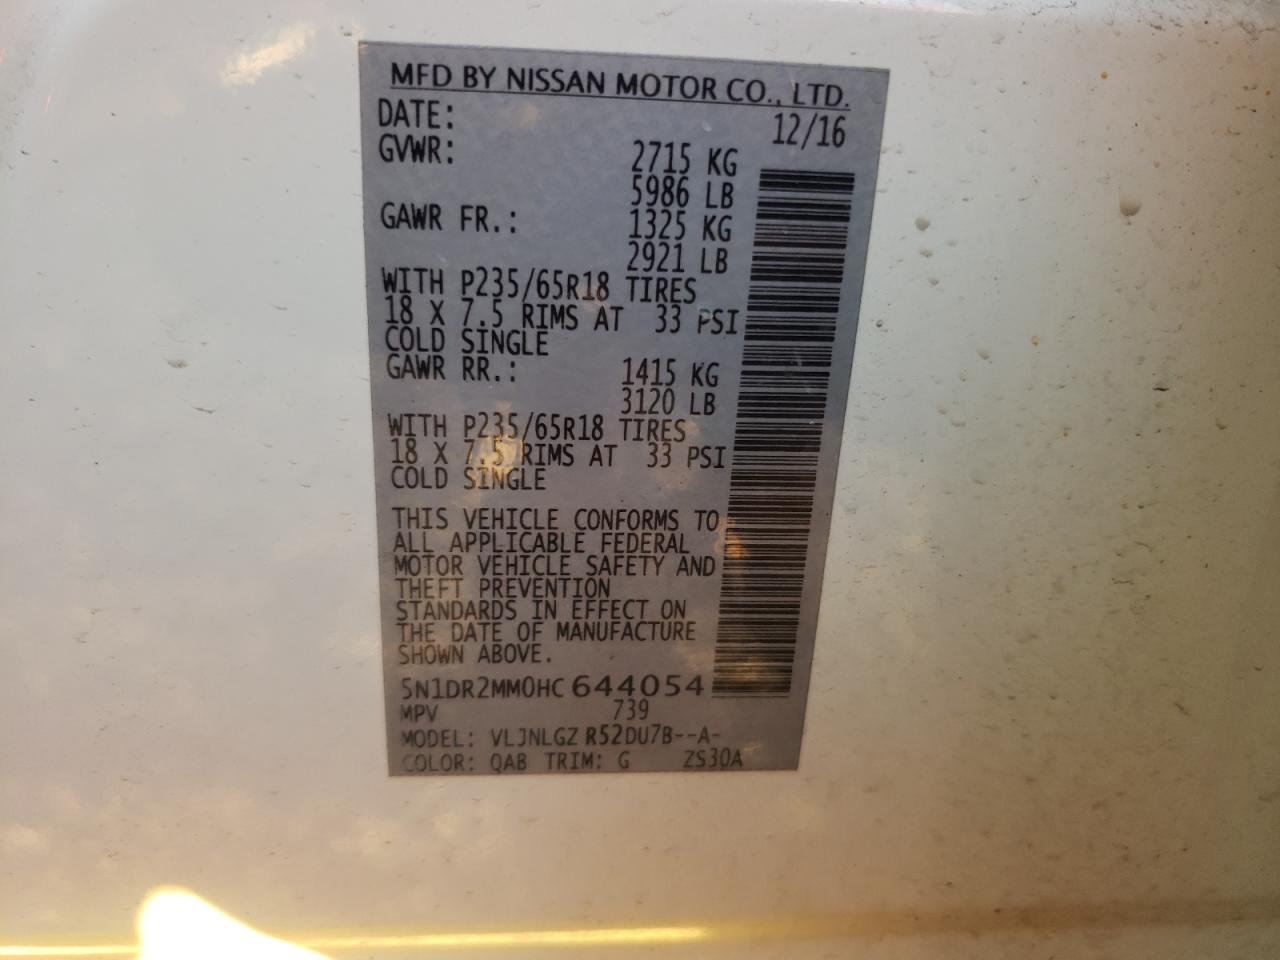 MFD BY NISSAN MOTOR CO., LTD.
DATE: 12/16
GVWR: 2715 KG
5986 LB
GAWR FR.: 1325 KG
2921 LB
WITH P235/65R18 TIRES
18 X 7.5 RIMS AT 33 PSI
COLD SINGLE
GAWR RR.: 1415 KG
3120 LB
WITH P235/65R18 TIRES
18 X 7.5 RIMS AT 33 PSI
COLD SINGLE
THIS VEHICLE CONFORMS TO
ALL APPLICABLE FEDERAL
MOTOR VEHICLE SAFETY AND
THEFT PREVENTION
STANDARDS IN EFFECT ON
THE DATE OF MANUFACTURE
SHOWN ABOVE.
5N1DR2MM0HC 644054
MPV 739
MODEL: VLJNLGZ R52DU7B--A-
COLOR: QAB TRIM: G ZS30A